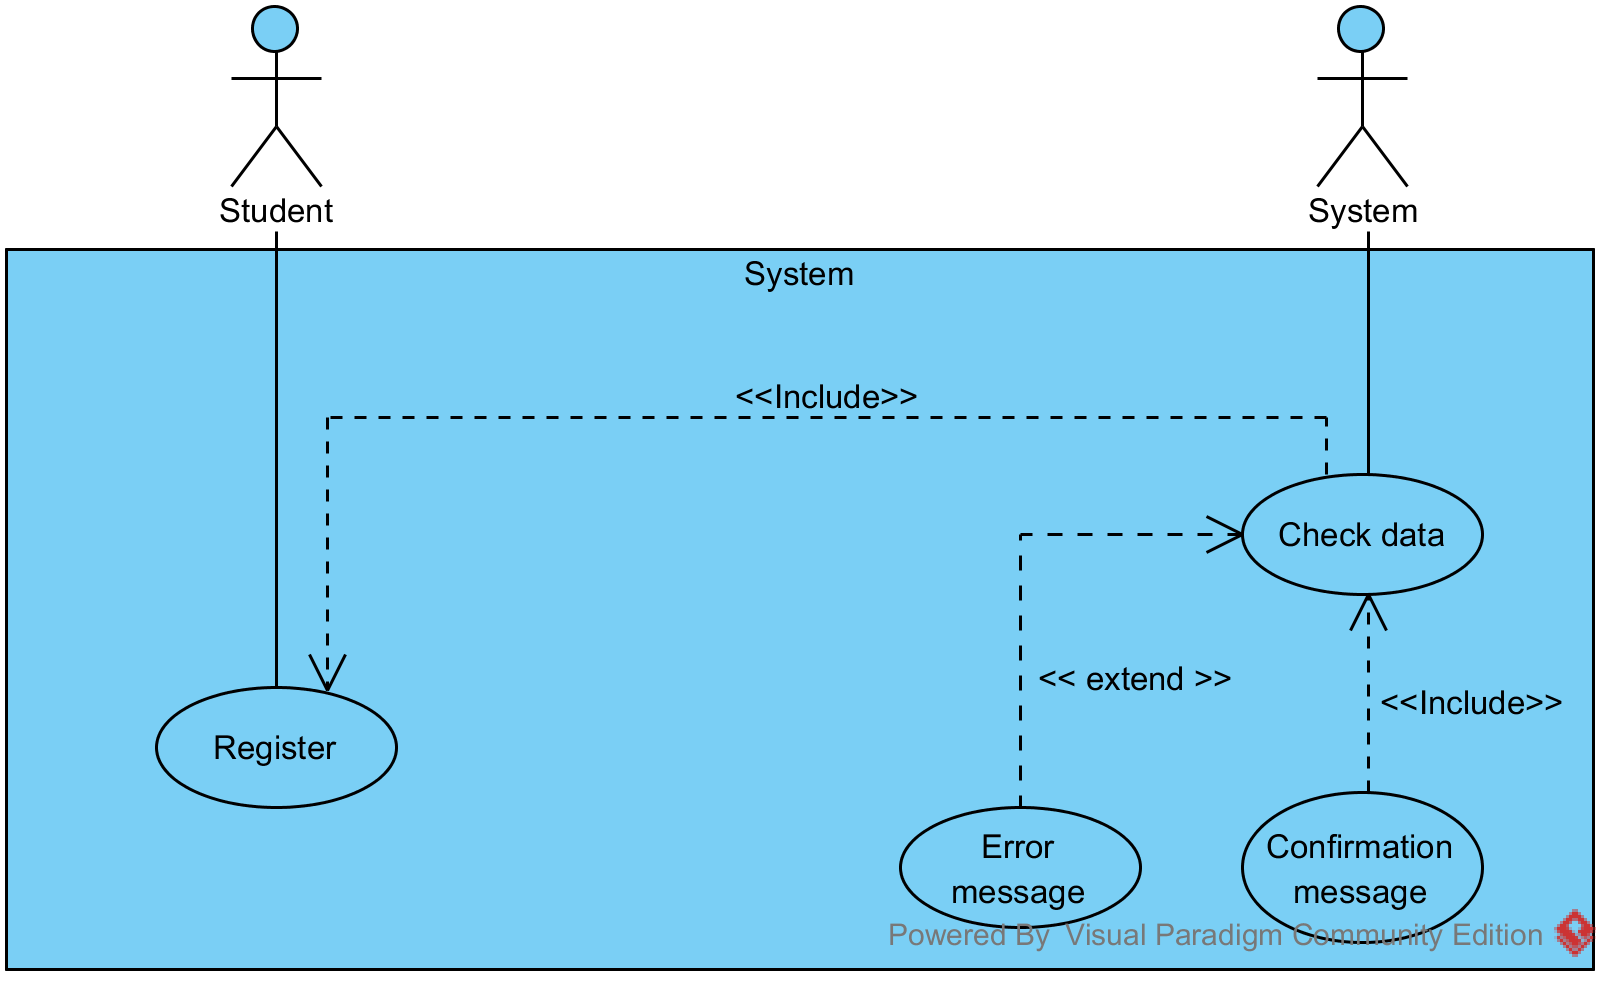 Student
System
System
<<Include>>
Check data
<< extend >>
<<Include>>
Register
Error
message
Confirmation
message
Powered By Visual Paradigm Community Edition